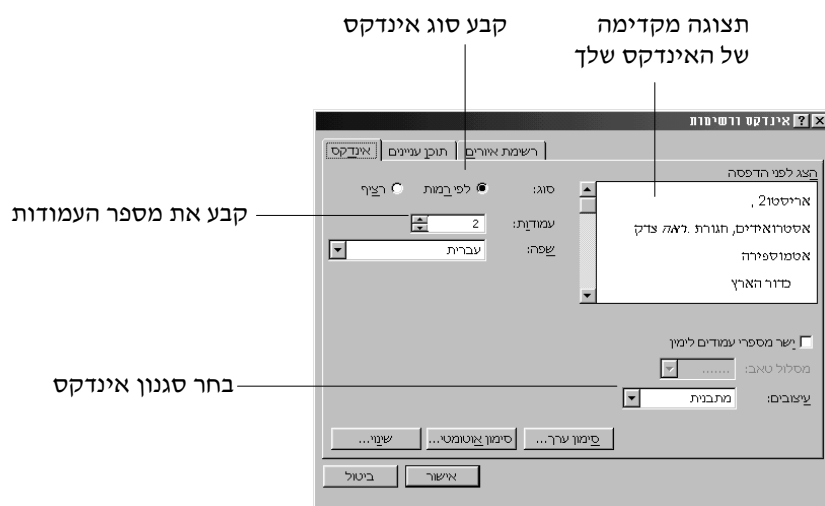 תצוגה מקדימה
של האינדקס שלך
קבע סוג אינדקס
אינדקס ורשימות
רשימת איורים
תוכן עניינים
אינדקס
הצג לפני הדפסה
אריסטו2 ,
אסטרואידים, חגורת .ראה צדק
אטמוספירה
כדור הארץ
סוג:
לפי רמות
רציף
עמודות:
2
שפה:
עברית
קבע את מספר העמודות
ישר מספרי עמודים לימין
מסלול טאב:
.......
עיצובים:
מתבנית
בחר סגנון אינדקס
סימון ערך...
סימון אוטומטי...
שינוי...
אישור
ביטול